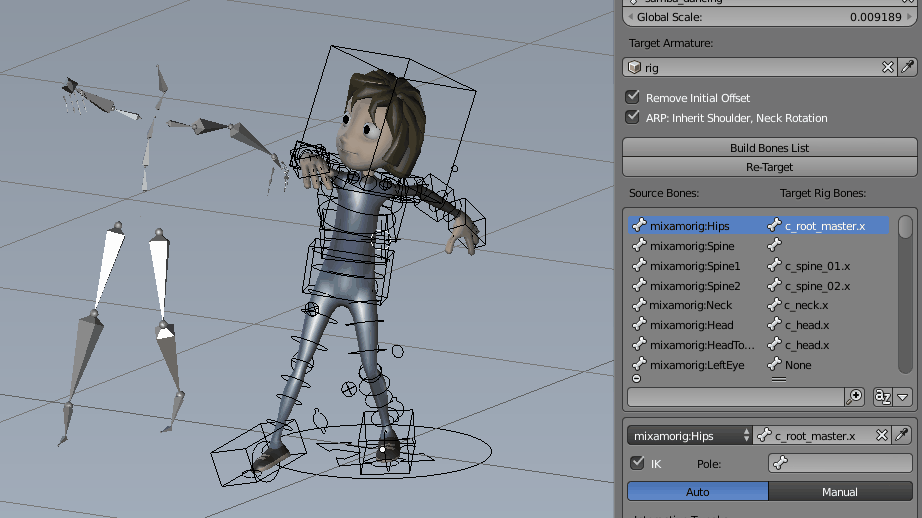 samba_dancing
Global Scale: 0.009189
Target Armature:
rig
Remove Initial Offset
ARP: Inherit Shoulder, Neck Rotation
Build Bones List
Re-Target
Source Bones: Target Rig Bones:
mixamorig:Hips c_root_master.x
mixamorig:Spine
mixamorig:Spine1 c_spine_01.x
mixamorig:Spine2 c_spine_02.x
mixamorig:Neck c_neck.x
mixamorig:Head c_head.x
mixamorig:HeadTo... c_head.x
mixamorig:LeftEye None
az
mixamorig:Hips c_root_master.x
IK Pole:
Auto Manual